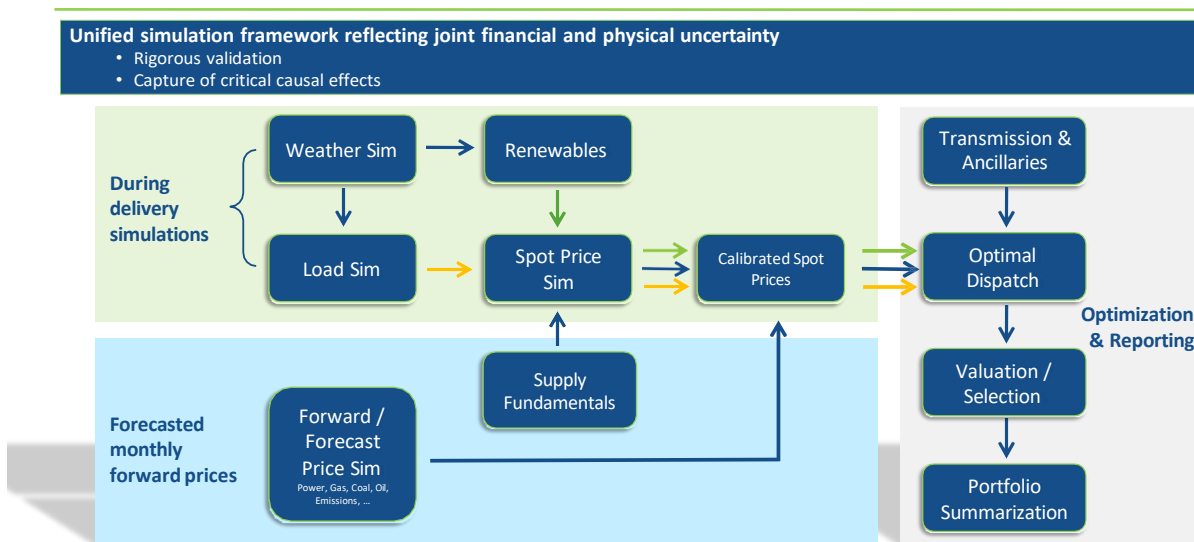 Unified simulation framework reflecting joint financial and physical uncertainty
• Rigorous validation
• Capture of critical causal effects
During
delivery
simulations
Weather Sim
Renewables
Load Sim
Spot Price
Sim
Calibrated Spot
Prices
Forecasted
monthly
forward prices
Supply
Fundamentals
Forward /
Forecast
Price Sim
Power, Gas, Coal, Oil,
Emissions, …
Transmission &
Ancillaries
Optimal
Dispatch
Optimization
& Reporting
Valuation /
Selection
Portfolio
Summarization